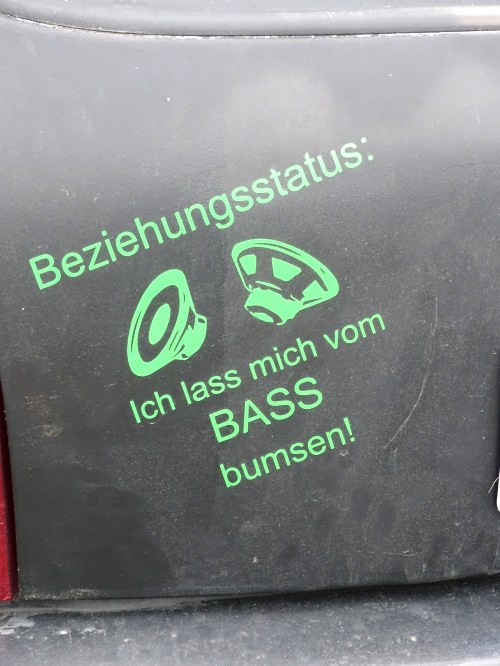 Beziehungsstatus:
Ich lass mich vom
BASS
bumsen!